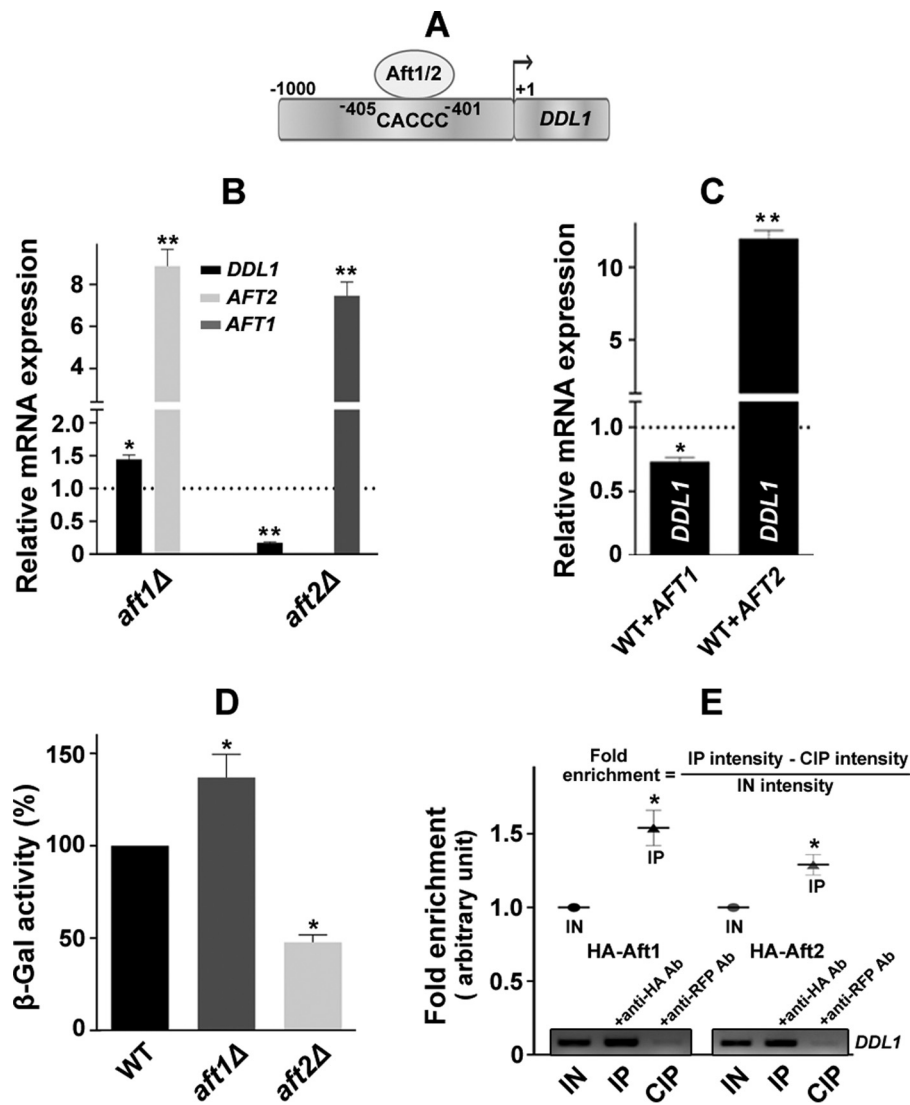 A
Aft1/2
-1000
+1
-405CACCC-401
DDL1
B
Relative mRNA expression
8
6
4
2.0
1.5
1.0
0.5
0
**
*
**
**
DDL1
AFT2
AFT1
aft1Δ
aft2Δ
C
Relative mRNA expression
10
5
1.0
0.5
0
*
**
DDL1
DDL1
WT+AFT1
WT+AFT2
D
β-Gal activity (%)
150
100
50
0
*
*
WT
aft1Δ
aft2Δ
E
Fold enrichment = IP intensity - CIP intensity
IN intensity
Fold enrichment
( arbitrary unit)
1.5
1.0
0.5
0
*
IP
IN
*
IP
IN
HA-Aft1
HA-Aft2
+anti-HA Ab
+anti-RFP Ab
+anti-HA Ab
+anti-RFP Ab
DDL1
IN
IP
CIP
IN
IP
CIP